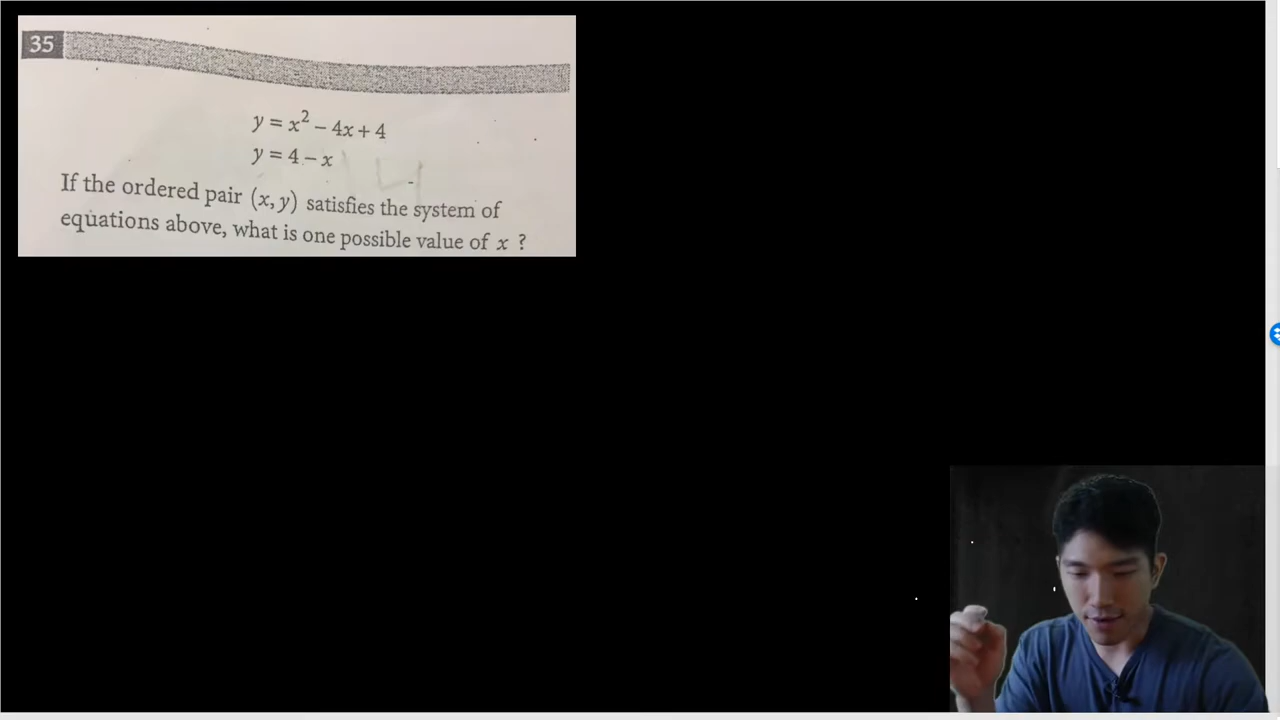 35
y = x² – 4x + 4
y = 4 – x
If the ordered pair (x, y) satisfies the system of
equations above, what is one possible value of x ?